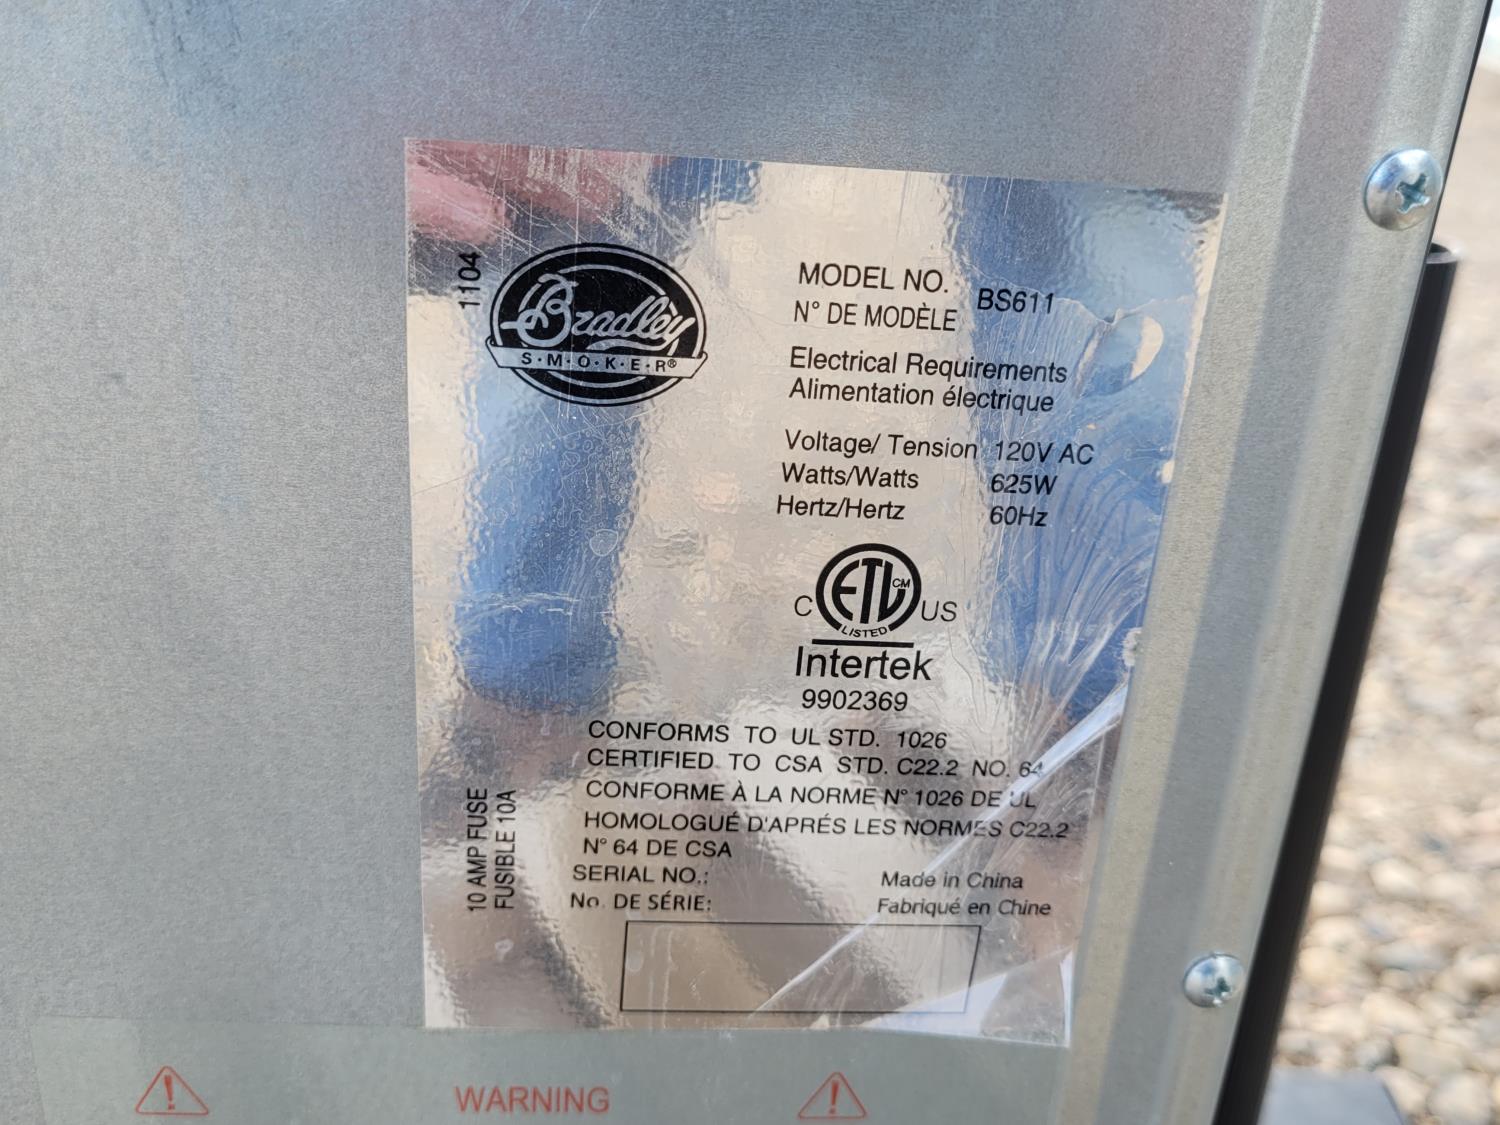 1104
Bradley
S·M·O·K·E·R®
MODEL NO. BS611
N° DE MODÈLE
Electrical Requirements
Alimentation électrique
Voltage/ Tension 120V AC
Watts/Watts 625W
Hertz/Hertz 60Hz
C ETL CM US
LISTED
Intertek
9902369
CONFORMS TO UL STD. 1026
CERTIFIED TO CSA STD. C22.2 NO. 64
CONFORME À LA NORME N° 1026 DE UL
HOMOLOGUÉ D'APRÉS LES NORMES C22.2
N° 64 DE CSA
SERIAL NO.:
No. DE SÉRIE:
Made in China
Fabriqué en Chine
10 AMP FUSE
FUSIBLE 10A
WARNING